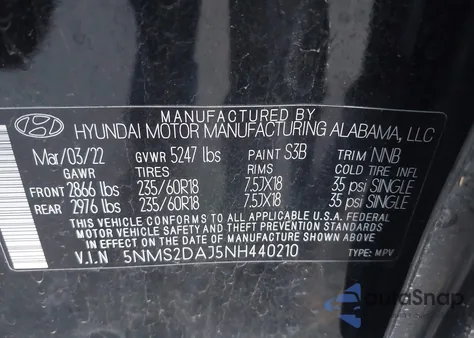 MANUFACTURED BY
HYUNDAI MOTOR MANUFACTURING ALABAMA, LLC
Mar/03/22 GVWR 5247 lbs PAINT S3B TRIM NNB
GAWR TIRES RIMS COLD TIRE INFL
FRONT 2866 lbs 235/60R18 7.5JX18 35 psi SINGLE
REAR 2976 lbs 235/60R18 7.5JX18 35 psi SINGLE
THIS VEHICLE CONFORMS TO ALL APPLICABLE U.S. FEDERAL
MOTOR VEHICLE SAFETY AND THEFT PREVENTION STANDARDS
IN EFFECT ON THE DATE OF MANUFACTURE SHOWN ABOVE.
V.I.N 5NMS2DAJ5NH440210 TYPE: MPV
AutoSnap